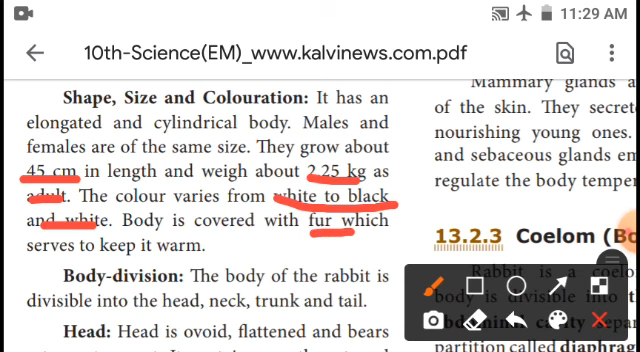 11:29 AM
10th-Science(EM)_www.kalvinews.com.pdf
Shape, Size and Colouration: It has an
elongated and cylindrical body. Males and
females are of the same size. They grow about
45 cm in length and weigh about 2.25 kg as
adult. The colour varies from white to black
and white. Body is covered with fur which
serves to keep it warm.
Body-division: The body of the rabbit is
divisible into the head, neck, trunk and tail.
Head: Head is ovoid, flattened and bears
Mammary glands a
of the skin. They secret
nourishing young ones.
and sebaceous glands en
regulate the body temper
13.2.3 Coelom (Bo
Rabbit is a coelo
body is divisible into t
cavity separ
partition called diaphrag